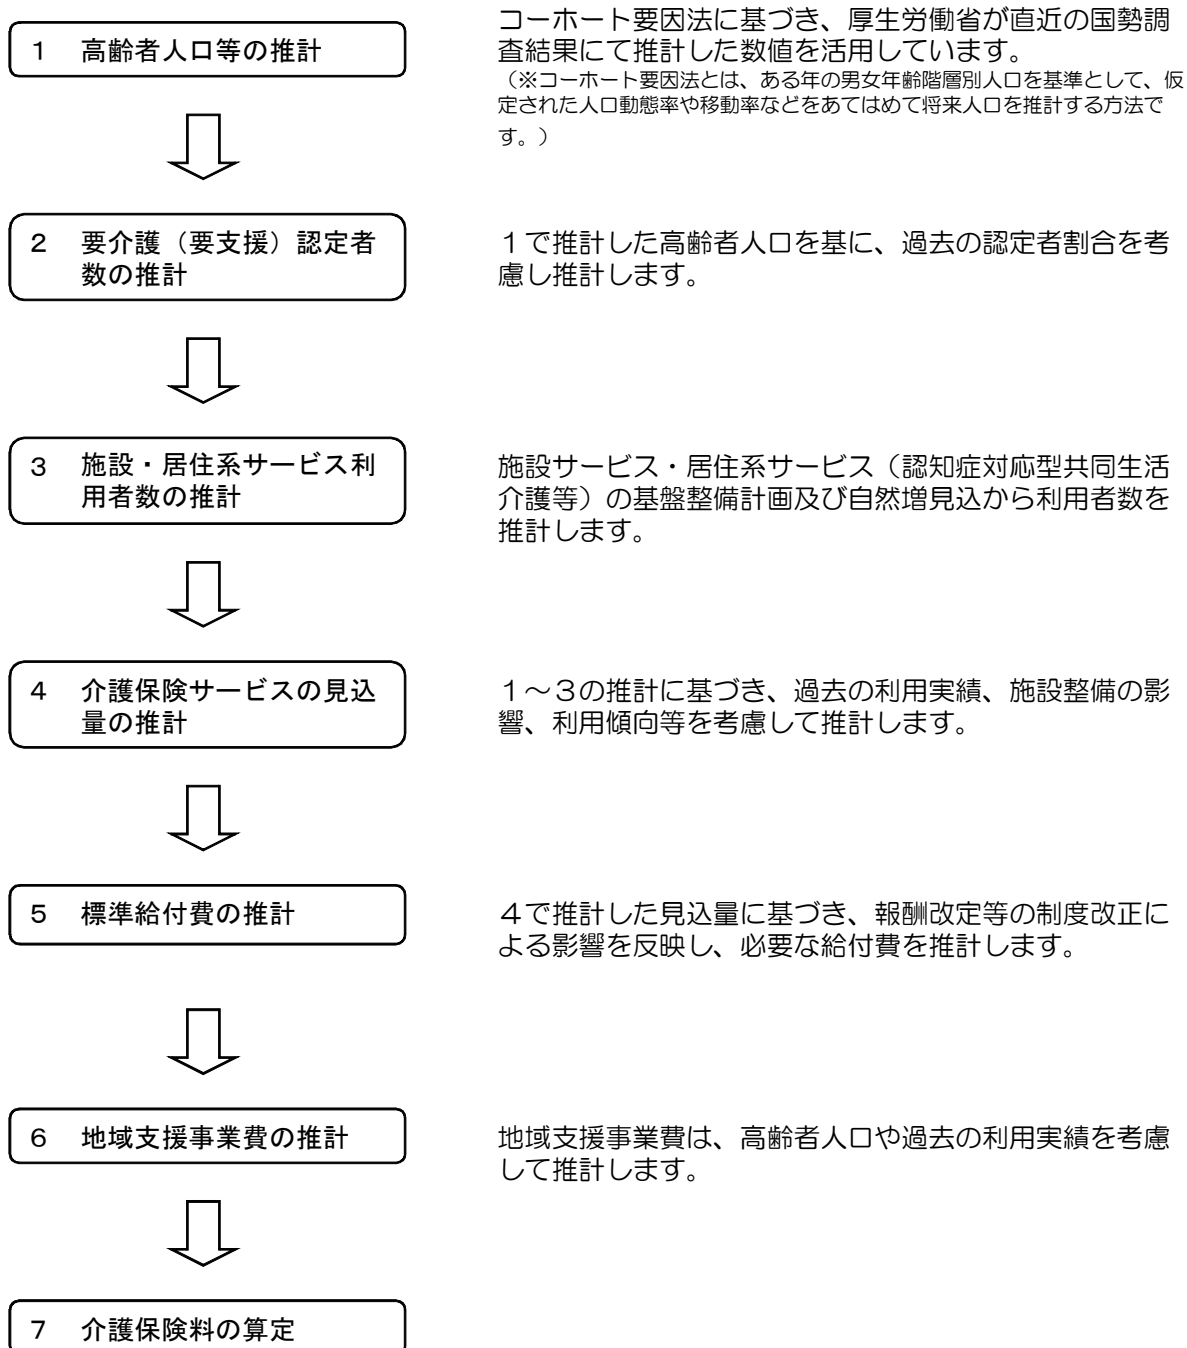 １　高齢者人口等の推計
コーホート要因法に基づき、厚生労働省が直近の国勢調
査結果にて推計した数値を活用しています。
（※コーホート要因法とは、ある年の男女年齢階層別人口を基準として、仮
定された人口動態率や移動率などをあてはめて将来人口を推計する方法で
す。）
２　要介護（要支援）認定者
数の推計
１で推計した高齢者人口を基に、過去の認定者割合を考
慮し推計します。
３　施設・居住系サービス利
用者数の推計
施設サービス・居住系サービス（認知症対応型共同生活
介護等）の基盤整備計画及び自然増見込から利用者数を
推計します。
４　介護保険サービスの見込
量の推計
１～３の推計に基づき、過去の利用実績、施設整備の影
響、利用傾向等を考慮して推計します。
５　標準給付費の推計
４で推計した見込量に基づき、報酬改定等の制度改正に
よる影響を反映し、必要な給付費を推計します。
６　地域支援事業費の推計
地域支援事業費は、高齢者人口や過去の利用実績を考慮
して推計します。
７　介護保険料の算定